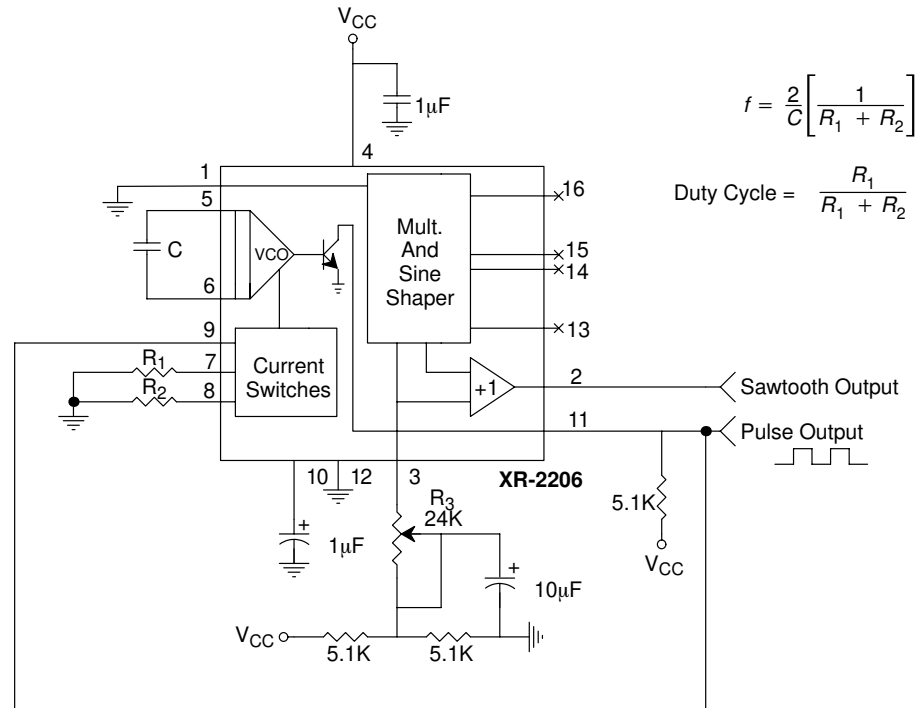 VCC
1µF
f = 2/C [ 1 / (R1 + R2) ]
Duty Cycle = R1 / (R1 + R2)
4
1
5
C
6
VCO
Mult.
And
Sine
Shaper
16
15
14
13
9
R1
7
R2
8
Current
Switches
+1
2
Sawtooth Output
11
Pulse Output
10
12
3
XR-2206
R3
24K
1µF
+
+
10µF
5.1K
VCC
VCC
5.1K
5.1K